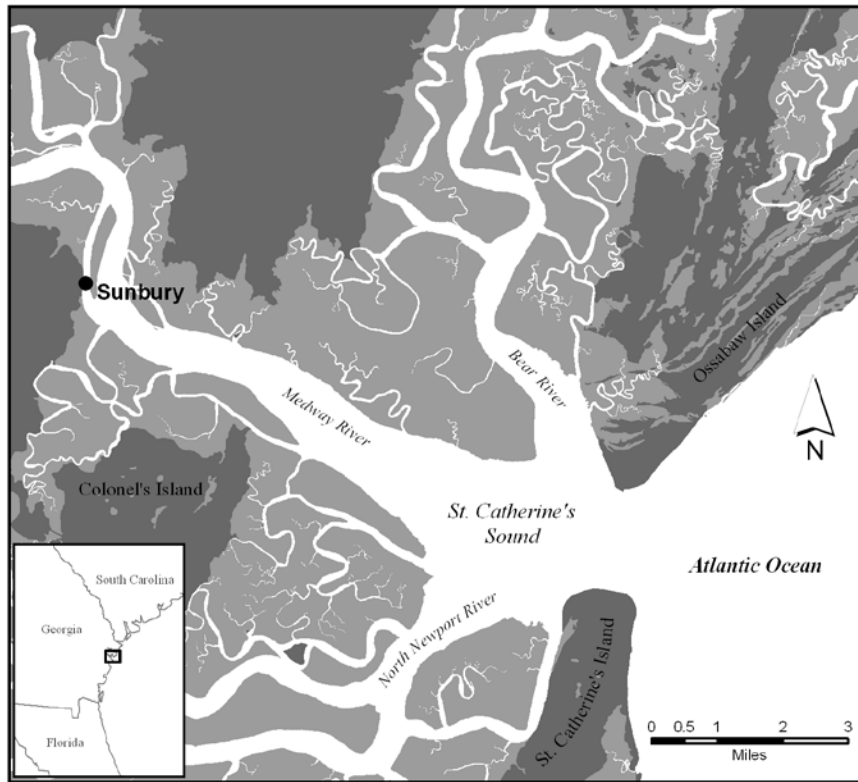 Sunbury
Medway River
Bear River
Ossabaw Island
N
Colonel's Island
St. Catherine's
Sound
Atlantic Ocean
North Newport River
St. Catherine's Island
South Carolina
Georgia
Florida
0 0.5 1 2 3
Miles